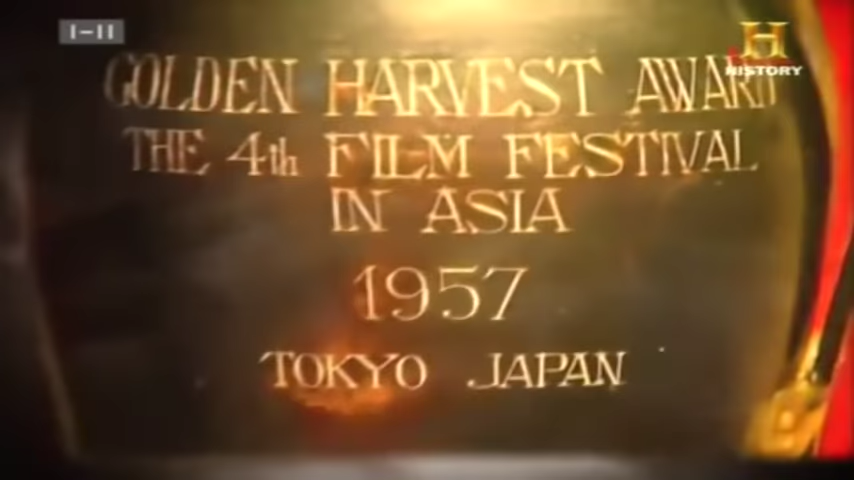 I-II
H
HISTORY
GOLDEN HARVEST AWARD
THE 4th FILM FESTIVAL
IN ASIA
1957
TOKYO JAPAN